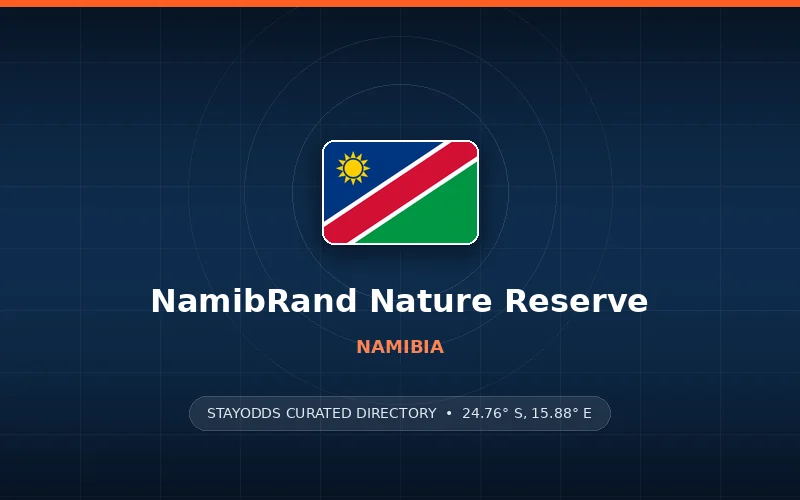 NamibRand Nature Reserve
NAMIBIA
STAYODDS CURATED DIRECTORY • 24.76° S, 15.88° E